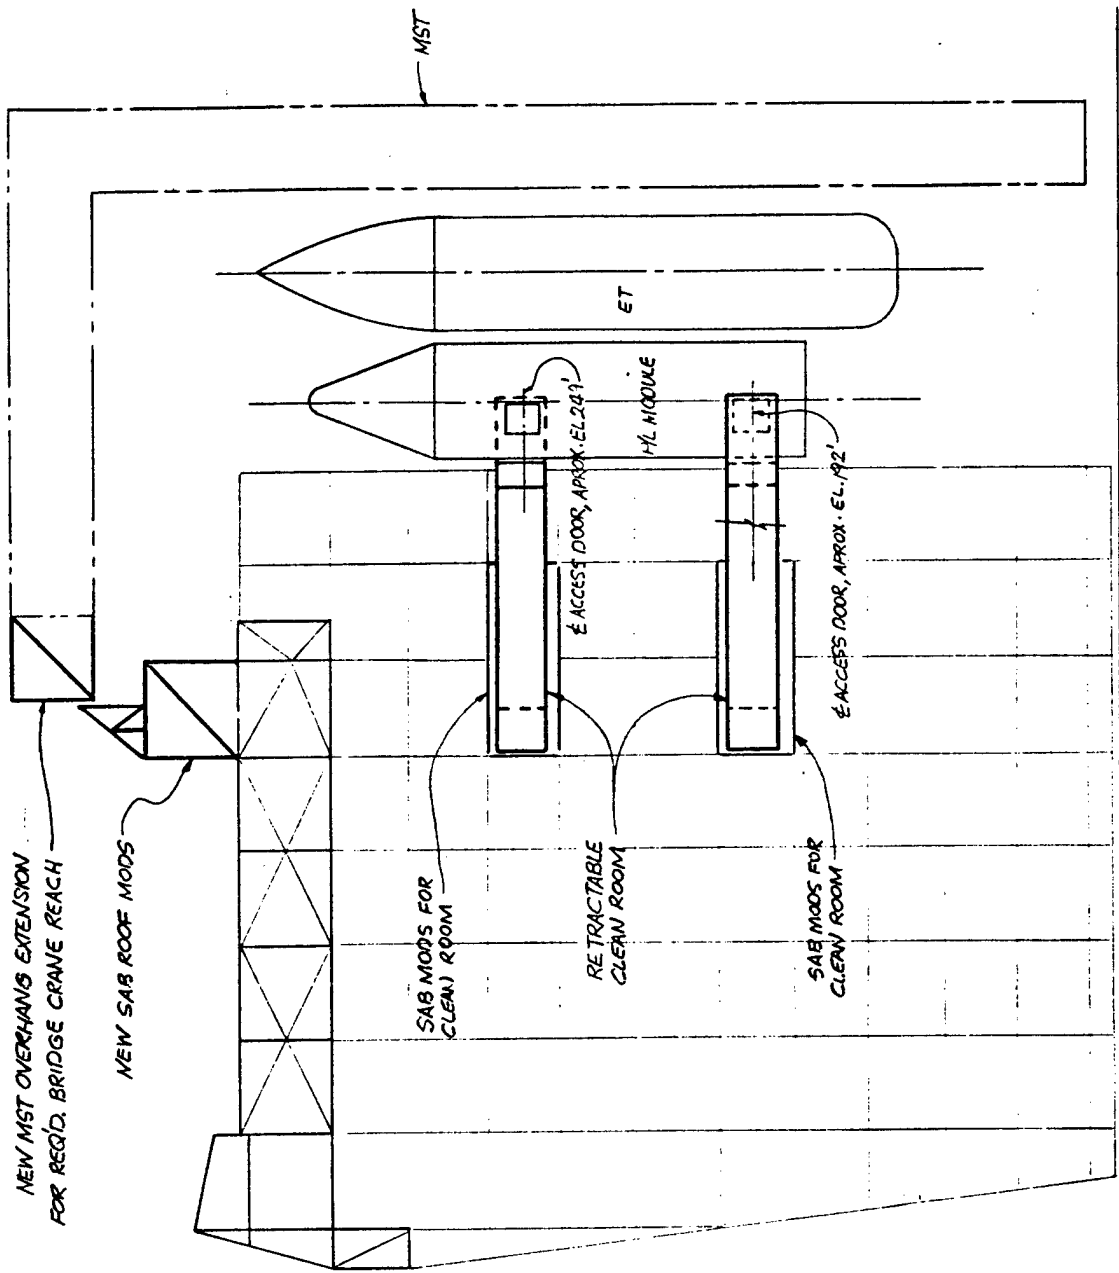 NEW MST OVERHANG EXTENSION
FOR REQ'D. BRIDGE CRANE REACH
NEW SAB ROOF MODS
MST
ET
H/L MODULE
℄ ACCESS DOOR, APROX. EL 249'
℄ ACCESS DOOR, APROX. EL. 192'
SAB MODS FOR
CLEAN ROOM
RETRACTABLE
CLEAN ROOM
SAB MODS FOR
CLEAN ROOM